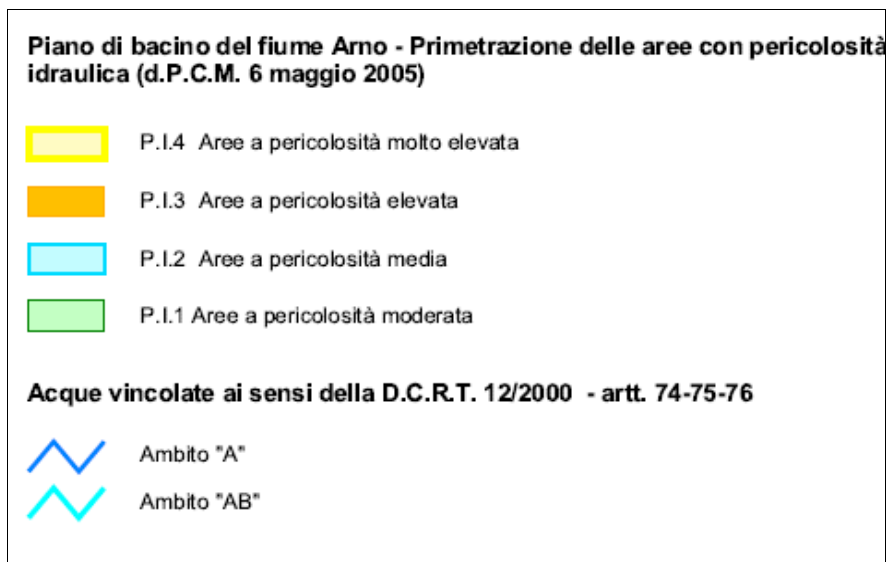 Piano di bacino del fiume Arno - Primetrazione delle aree con pericolosità
idraulica (d.P.C.M. 6 maggio 2005)
P.I.4 Aree a pericolosità molto elevata
P.I.3 Aree a pericolosità elevata
P.I.2 Aree a pericolosità media
P.I.1 Aree a pericolosità moderata
Acque vincolate ai sensi della D.C.R.T. 12/2000 - artt. 74-75-76
Ambito "A"
Ambito "AB"